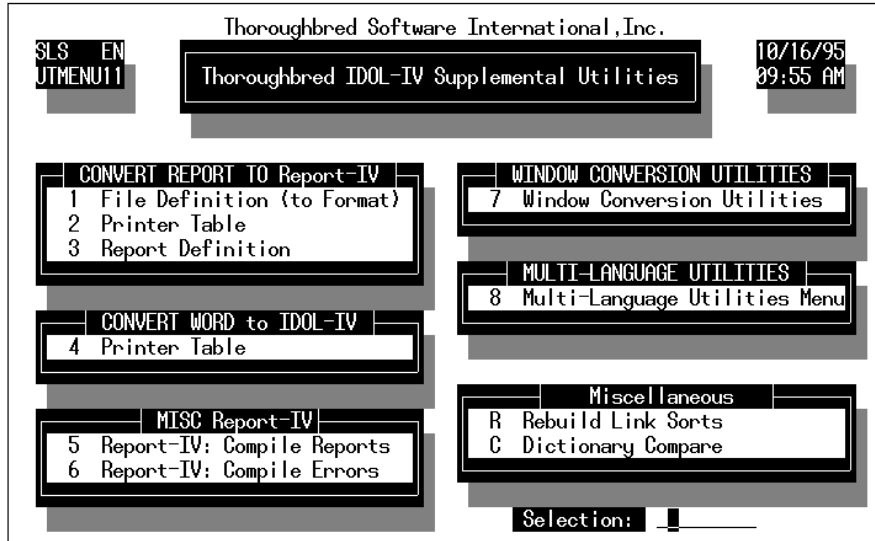 Thoroughbred Software International,Inc.
SLS EN
UTMENU11
Thoroughbred IDOL-IV Supplemental Utilities
10/16/95
09:55 AM
CONVERT REPORT TO Report-IV
1 File Definition (to Format)
2 Printer Table
3 Report Definition
CONVERT WORD to IDOL-IV
4 Printer Table
MISC Report-IV
5 Report-IV: Compile Reports
6 Report-IV: Compile Errors
WINDOW CONVERSION UTILITIES
7 Window Conversion Utilities
MULTI-LANGUAGE UTILITIES
8 Multi-Language Utilities Menu
Miscellaneous
R Rebuild Link Sorts
C Dictionary Compare
Selection: